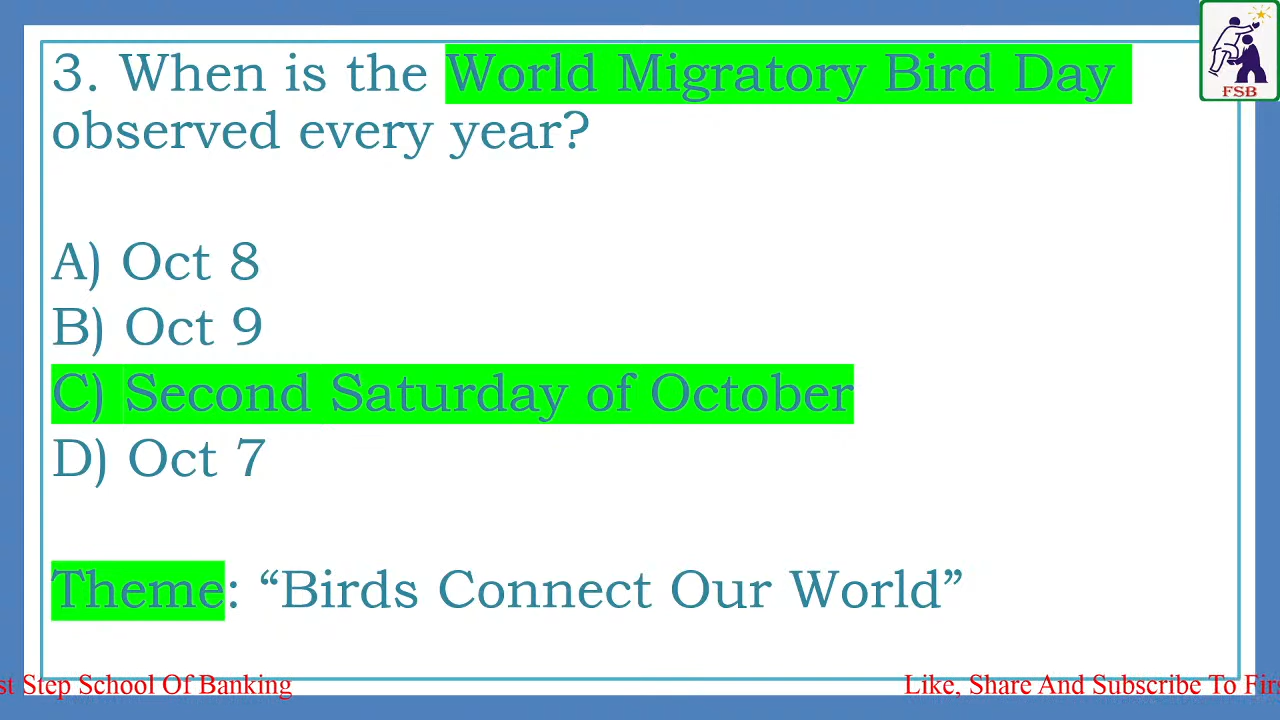 3. When is the World Migratory Bird Day
observed every year?
A) Oct 8
B) Oct 9
C) Second Saturday of October
D) Oct 7
Theme: “Birds Connect Our World”
FSB
st Step School Of Banking
Like, Share And Subscribe To Firs